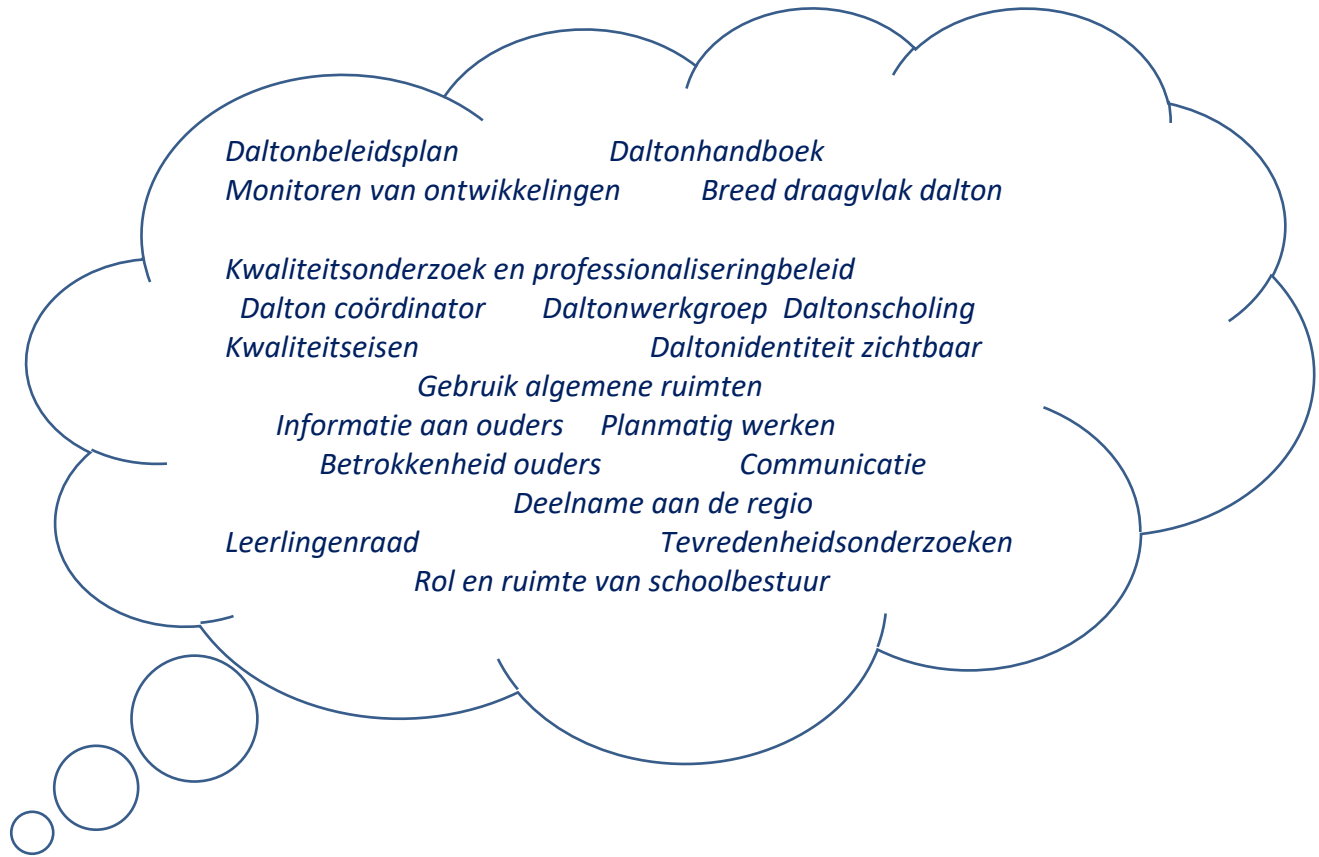 Daltonbeleidsplan Daltonhandboek
Monitoren van ontwikkelingen Breed draagvlak dalton
Kwaliteitsonderzoek en professionaliseringbeleid
Dalton coördinator Daltonwerkgroep Daltonscholing
Kwaliteitseisen Daltonidentiteit zichtbaar
Gebruik algemene ruimten
Informatie aan ouders Planmatig werken
Betrokkenheid ouders Communicatie
Deelname aan de regio
Leerlingenraad Tevredenheidsonderzoeken
Rol en ruimte van schoolbestuur